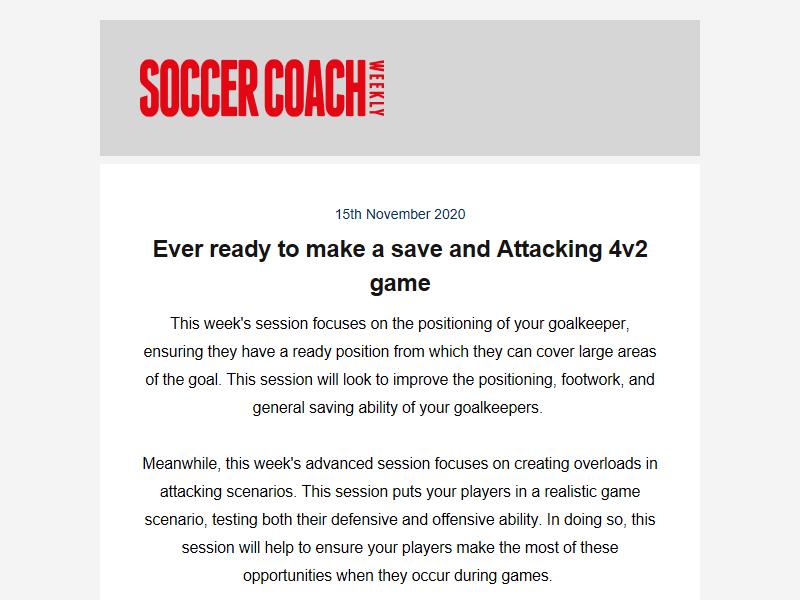 SOCCER COACH WEEKLY
15th November 2020
Ever ready to make a save and Attacking 4v2
game
This week's session focuses on the positioning of your goalkeeper,
ensuring they have a ready position from which they can cover large areas
of the goal. This session will look to improve the positioning, footwork, and
general saving ability of your goalkeepers.
Meanwhile, this week's advanced session focuses on creating overloads in
attacking scenarios. This session puts your players in a realistic game
scenario, testing both their defensive and offensive ability. In doing so, this
session will help to ensure your players make the most of these
opportunities when they occur during games.